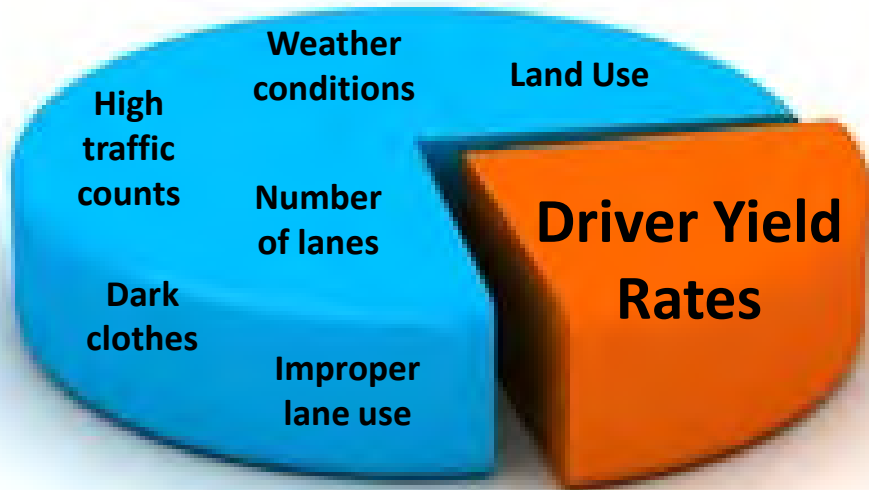 Weather
conditions
Land Use
High
traffic
counts
Number
of lanes
Driver Yield
Rates
Dark
clothes
Improper
lane use